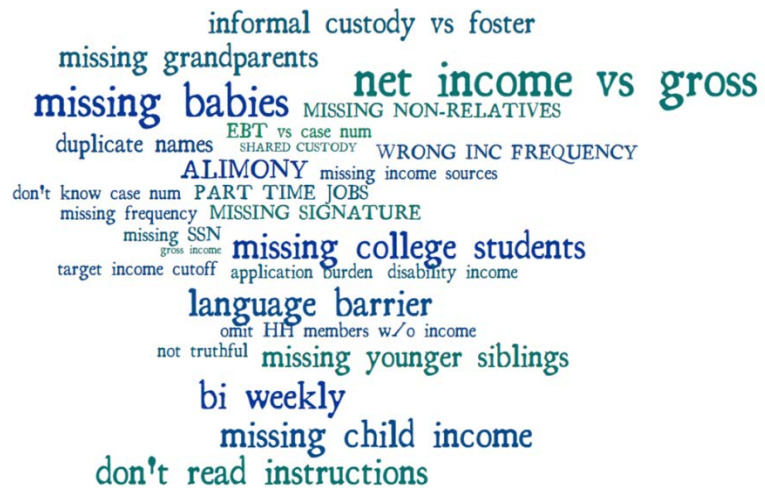 informal custody vs foster
missing grandparents
net income vs gross
missing babies MISSING NON-RELATIVES
EBT vs case num
duplicate names SHARED CUSTODY WRONG INC FREQUENCY
ALIMONY missing income sources
don't know case num PART TIME JOBS
missing frequency MISSING SIGNATURE
missing SSN
gross income missing college students
target income cutoff application burden disability income
language barrier
omit HH members w/o income
not truthful missing younger siblings
bi weekly
missing child income
don't read instructions